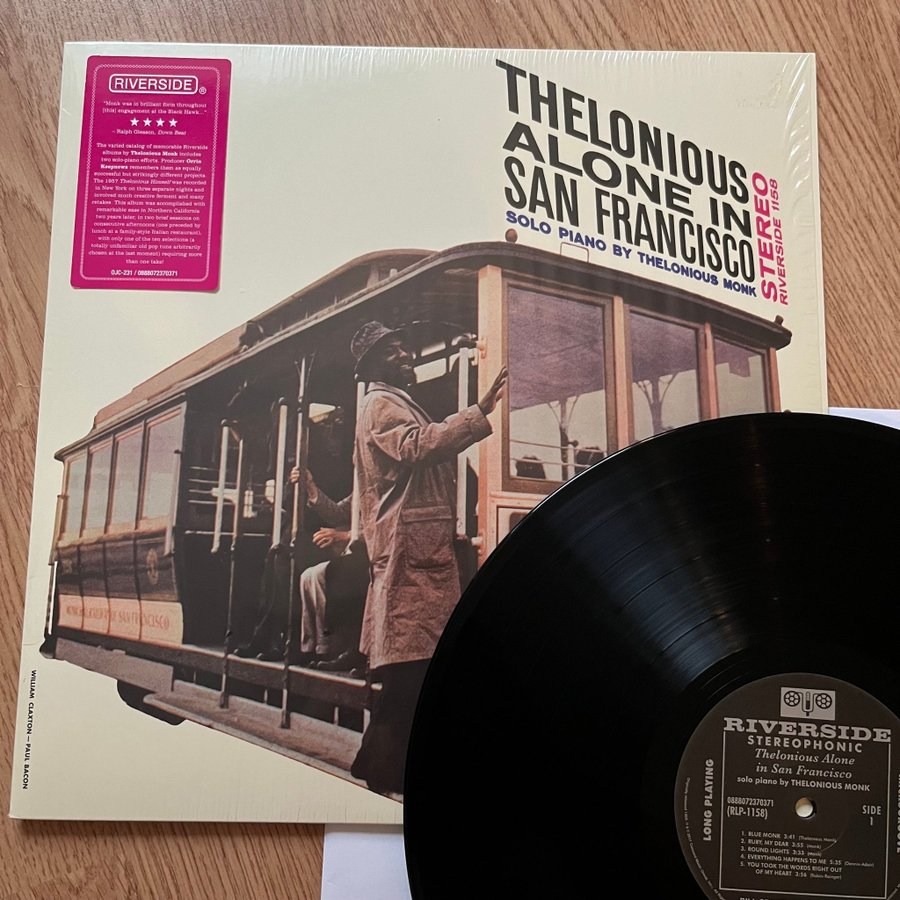 RIVERSIDE®
"Monk was in brilliant form throughout
[this] engagement at the Black Hawk..."
★★★★
– Ralph Gleason, Down Beat
The varied catalog of memorable Riverside
albums by Thelonious Monk includes
two solo-piano efforts. Producer Orrin
Keepnews remembers them as equally
successful but strikingly different projects.
The 1957 Thelonious Himself was recorded
in New York on three separate nights and
involved much creative ferment and many
retakes. This album was accomplished with
remarkable ease in Northern California
two years later, in two brief sessions on
consecutive afternoons (one preceded by
lunch at a family-style Italian restaurant),
with only one of the ten selections (a
totally unfamiliar old pop tune arbitrarily
chosen at the last moment) requiring more
than one take!
OJC-231 / 0888072370371
THELONIOUS
ALONE IN
SAN FRANCISCO
SOLO PIANO BY THELONIOUS MONK
STEREO
RIVERSIDE 1158
RAILWAY OF SAN FRANCISCO
WILLIAM CLAXTON — PAUL BACON
RIVERSIDE
STEREOPHONIC
Thelonious Alone
in San Francisco
solo piano by THELONIOUS MONK
LONG PLAYING
0888072370371
(RLP-1158)
SIDE
1
1. BLUE MONK 3:41 (Thelonious Monk)
2. RUBY, MY DEAR 3:55 (Monk)
3. ROUND LIGHTS 3:33 (Monk)
4. EVERYTHING HAPPENS TO ME 5:35 (Dennis-Adair)
5. YOU TOOK THE WORDS RIGHT OUT
OF MY HEART 3:56 (Robin-Rainger)